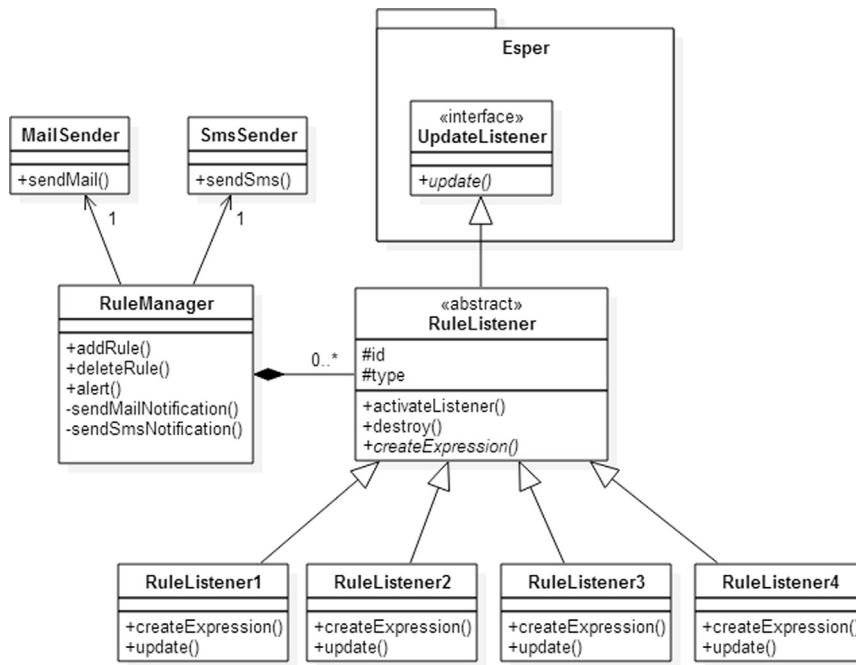 Esper
«interface»
UpdateListener
+update()
MailSender
+sendMail()
SmsSender
+sendSms()
1
1
RuleManager
+addRule()
+deleteRule()
+alert()
-sendMailNotification()
-sendSmsNotification()
0..*
«abstract»
RuleListener
#id
#type
+activateListener()
+destroy()
+createExpression()
RuleListener1
+createExpression()
+update()
RuleListener2
+createExpression()
+update()
RuleListener3
+createExpression()
+update()
RuleListener4
+createExpression()
+update()